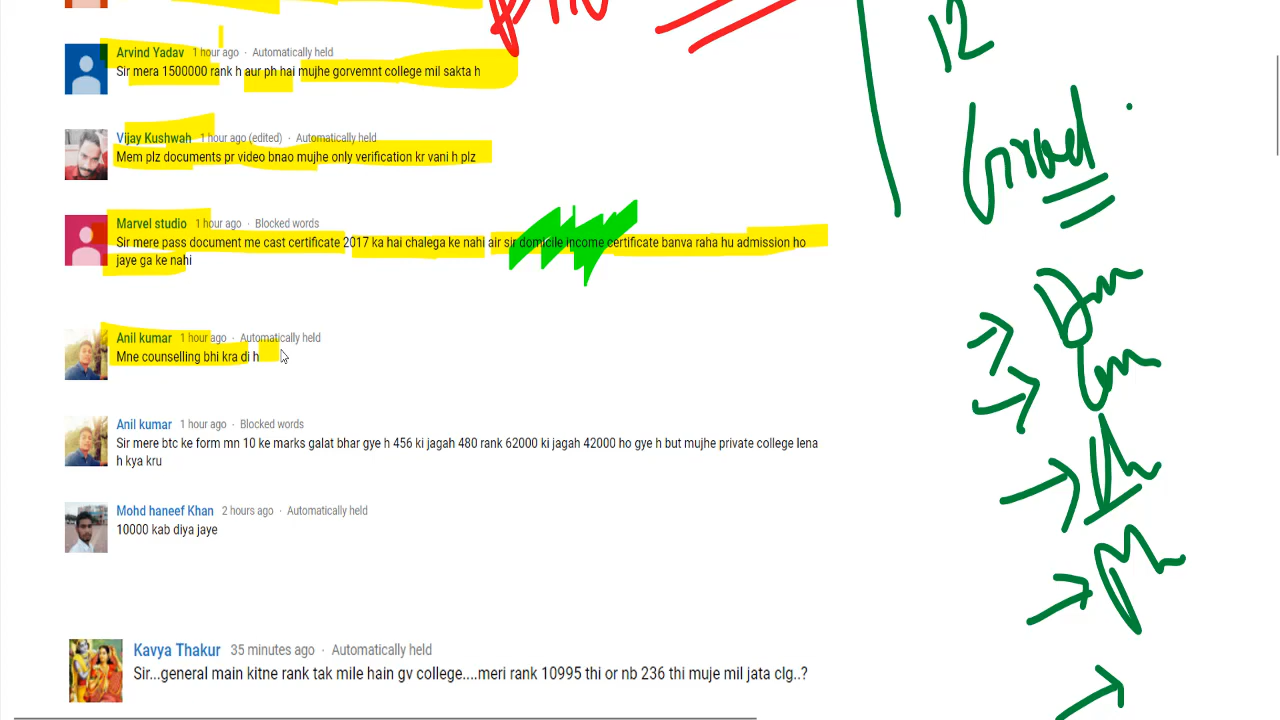 12
Arvind Yadav 1 hour ago · Automatically held
Sir mera 1500000 rank h aur ph hai mujhe gorvemnt college mil sakta h
Vijay Kushwah 1 hour ago (edited) · Automatically held
Mem plz documents pr video bnao mujhe only verification kr vani h plz
Marvel studio 1 hour ago · Blocked words
Sir mere pass document me cast certificate 2017 ka hai chalega ke nahi air sir domicile income certificate banva raha hu admission ho
jaye ga ke nahi
Anil kumar 1 hour ago · Automatically held
Mne counselling bhi kra di h
Anil kumar 1 hour ago · Blocked words
Sir mere btc ke form mn 10 ke marks galat bhar gye h 456 ki jagah 480 rank 62000 ki jagah 42000 ho gye h but mujhe private college lena
h kya kru
Mohd haneef Khan 2 hours ago · Automatically held
10000 kab diya jaye
Kavya Thakur 35 minutes ago · Automatically held
Sir...general main kitne rank tak mile hain gv college....meri rank 10995 thi or nb 236 thi muje mil jata clg..?